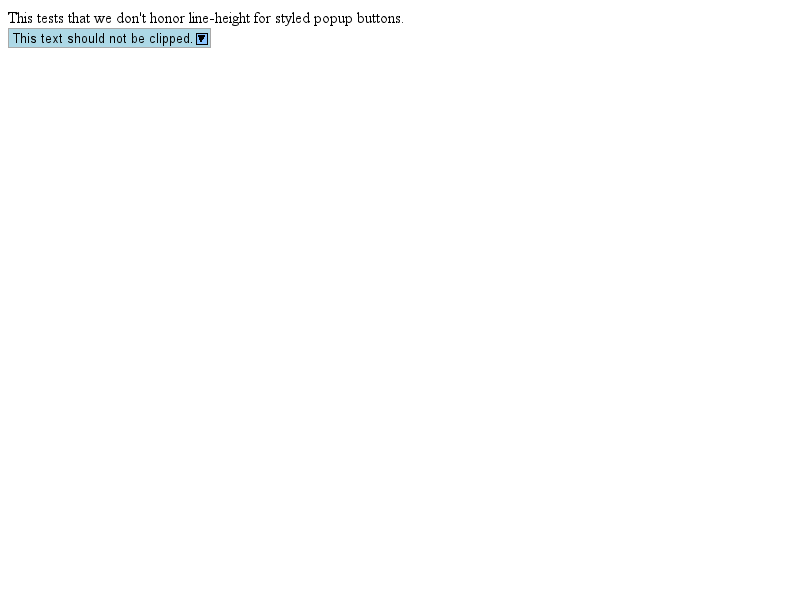 This tests that we don't honor line-height for styled popup buttons.
This text should not be clipped.